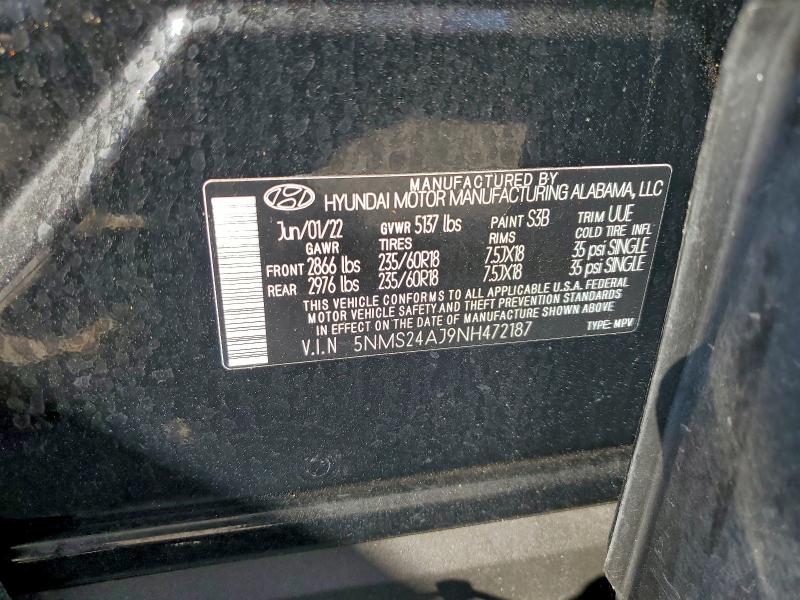 MANUFACTURED BY
HYUNDAI MOTOR MANUFACTURING ALABAMA, LLC
Jun/01/22 GVWR 5137 lbs PAINT S3B TRIM UUE
GAWR TIRES RIMS COLD TIRE INFL
FRONT 2866 lbs 235/60R18 7.5JX18 35 psi SINGLE
REAR 2976 lbs 235/60R18 7.5JX18 35 psi SINGLE
THIS VEHICLE CONFORMS TO ALL APPLICABLE U.S.A. FEDERAL
MOTOR VEHICLE SAFETY AND THEFT PREVENTION STANDARDS
IN EFFECT ON THE DATE OF MANUFACTURE SHOWN ABOVE.
V.I.N 5NMS24AJ9NH472187 TYPE: MPV